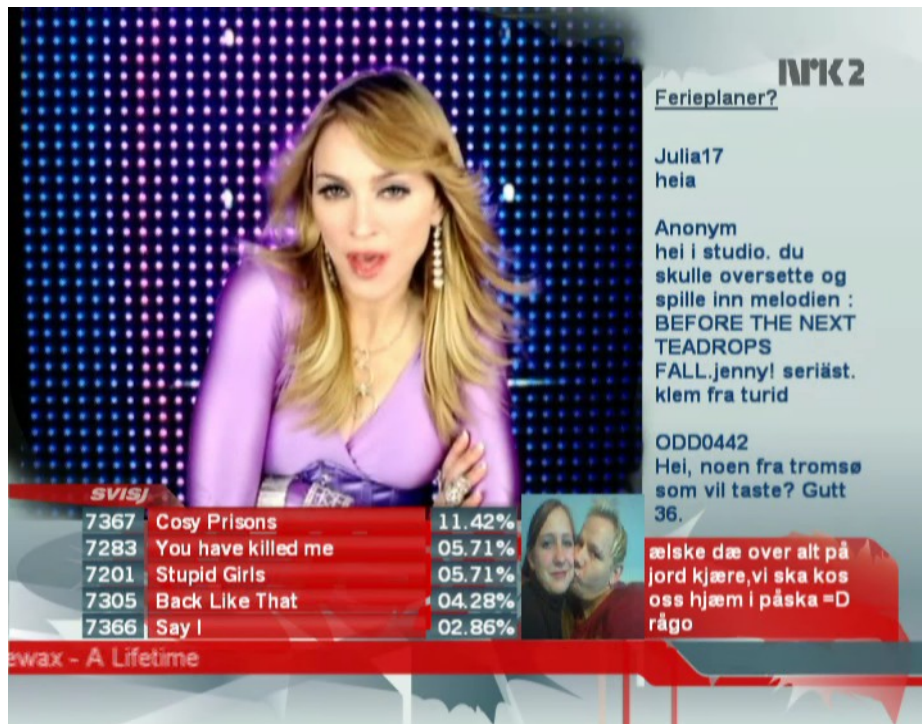 nrk 2
Ferieplaner?
Julia17
heia
Anonym
hei i studio. du
skulle oversette og
spille inn melodien :
BEFORE THE NEXT
TEADROPS
FALL.jenny! seriäst.
klem fra turid
ODD0442
Hei, noen fra tromsø
som vil taste? Gutt
36.
SVISJ
7367 Cosy Prisons 11.42%
7283 You have killed me 05.71%
7201 Stupid Girls 05.71%
7305 Back Like That 04.28%
7366 Say I 02.86%
ælske dæ over alt på
jord kjære,vi ska kos
oss hjæm i påska =D
rågo
ewax - A Lifetime